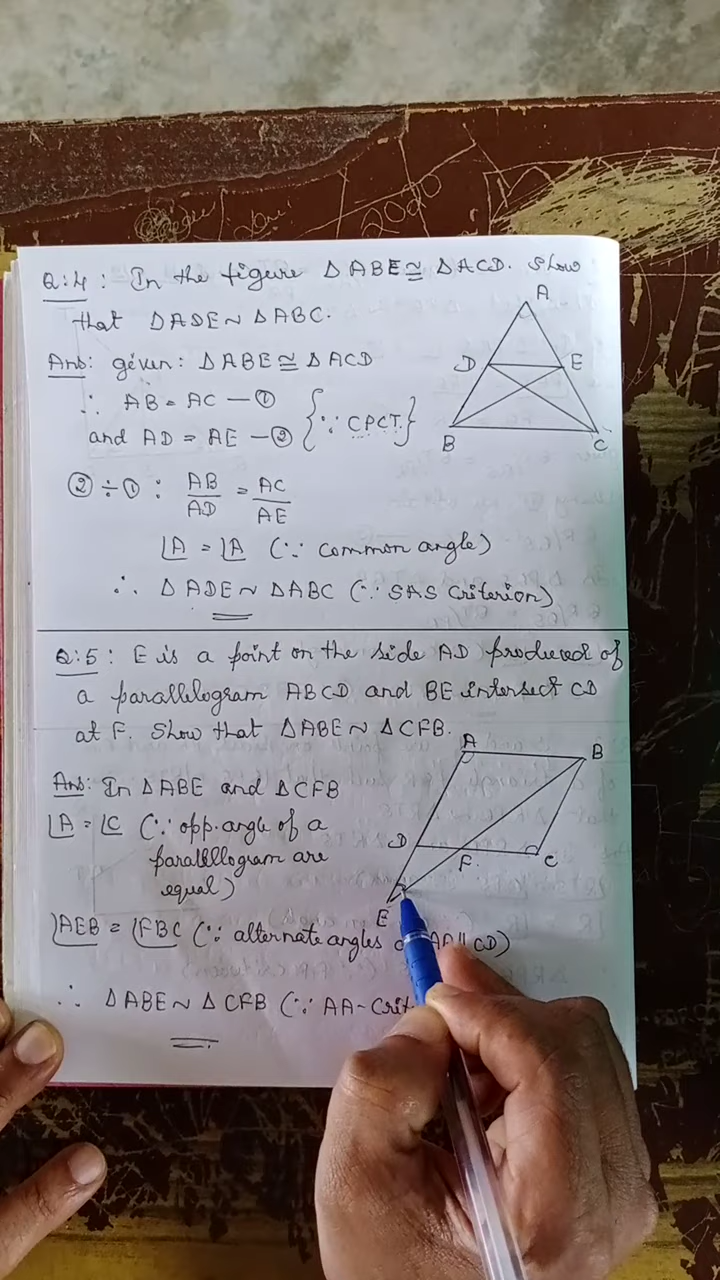 2020
Q:4 : In the figure ΔABE ≅ ΔACD. Show
that ΔADE ~ ΔABC.
Ans: given: ΔABE ≅ ΔACD
∴ AB = AC — ①
and AD = AE — ② {∵ CPCT.}
② ÷ ① : AB/AD = AC/AE
∠A = ∠A (∵ common angle)
∴ ΔADE ~ ΔABC (∵ SAS Criterion)
A
D E
B C
Q:5 : E is a point on the side AD produced of
a parallelogram ABCD and BE intersect CD
at F. Show that ΔABE ~ ΔCFB.
Ans: In ΔABE and ΔCFB
∠A = ∠C (∵ opp. angle of a
parallelogram are
equal)
∠AEB = ∠FBC (∵ alternate angles CD)
∴ ΔABE ~ ΔCFB (∵ AA-
A B
D F C
E